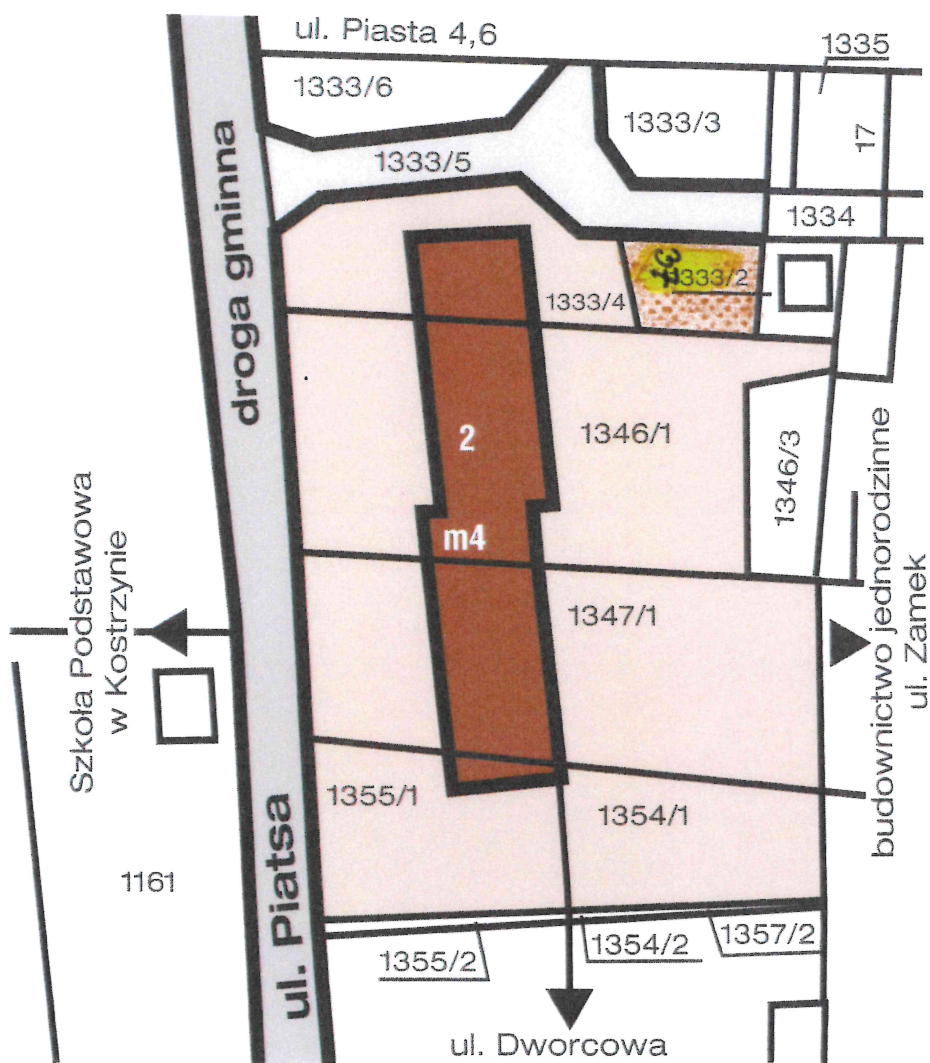 ul. Piasta 4,6
1335
1333/6
1333/3
17
1333/5
1334
droga gminna
37
1333/2
1333/4
2
1346/1
1346/3
m4
Szkoła Podstawowa
w Kostrzynie
1347/1
budownictwo jednorodzinne
ul. Zamek
1355/1
1354/1
1161
ul. Piatsa
1355/2
1354/2
1357/2
ul. Dworcowa